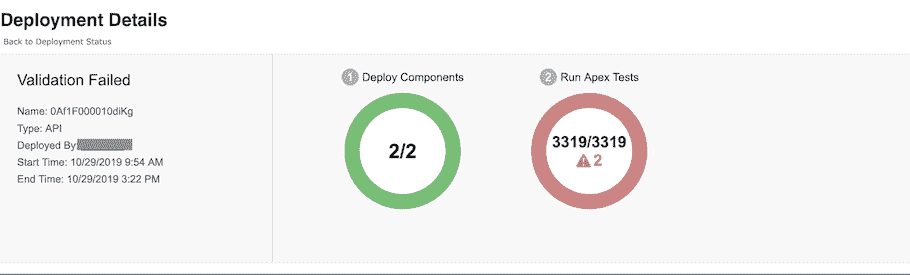 Deployment Details
Back to Deployment Status
Validation Failed
Name: 0Af1F000010diKg
Type: API
Deployed By:
Start Time: 10/29/2019 9:54 AM
End Time: 10/29/2019 3:22 PM
1 Deploy Components
2/2
2 Run Apex Tests
3319/3319
2